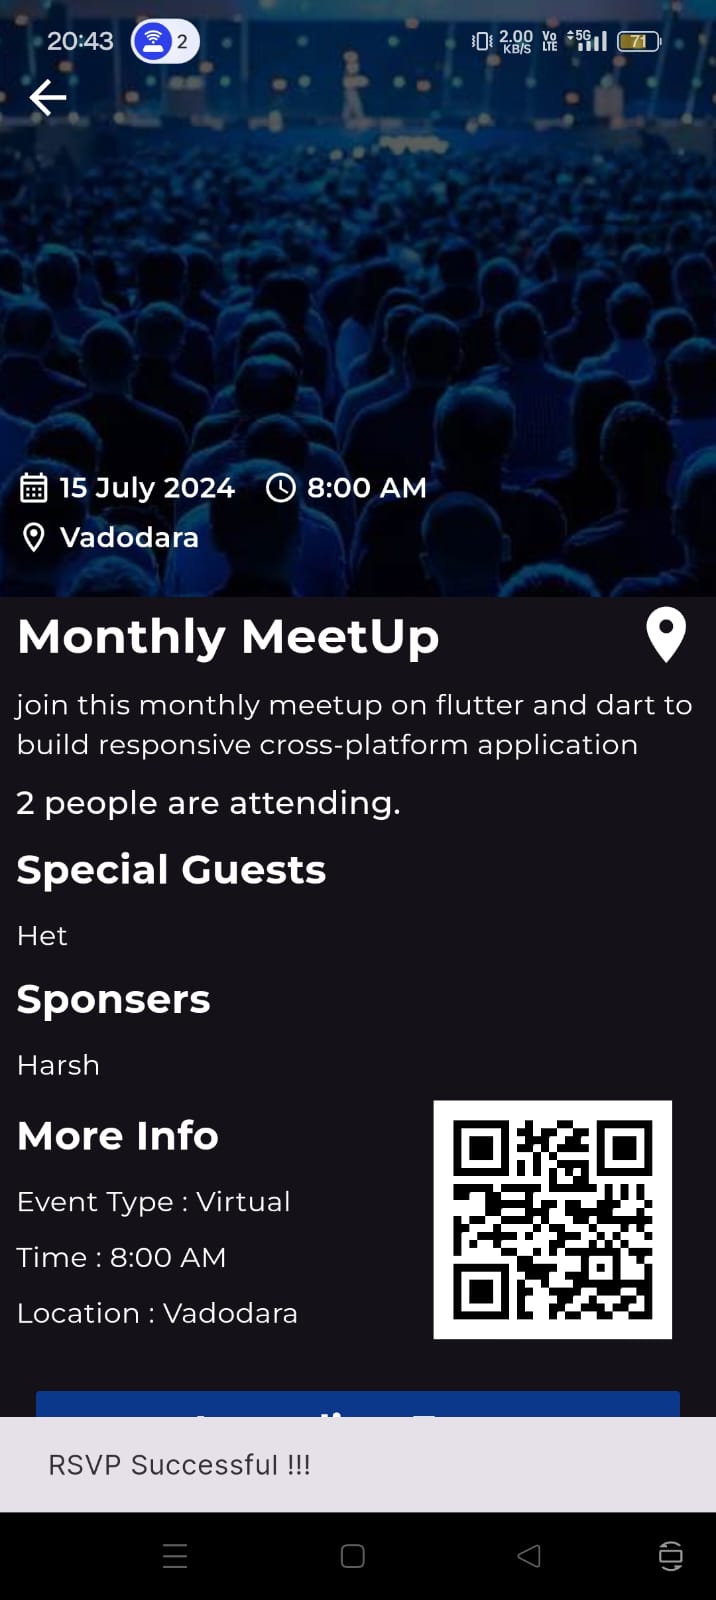 20:43 2 2.00 KB/S Vo LTE 5G 71
15 July 2024 8:00 AM
Vadodara
Monthly MeetUp
join this monthly meetup on flutter and dart to
build responsive cross-platform application
2 people are attending.
Special Guests
Het
Sponsers
Harsh
More Info
Event Type : Virtual
Time : 8:00 AM
Location : Vadodara
RSVP Successful !!!